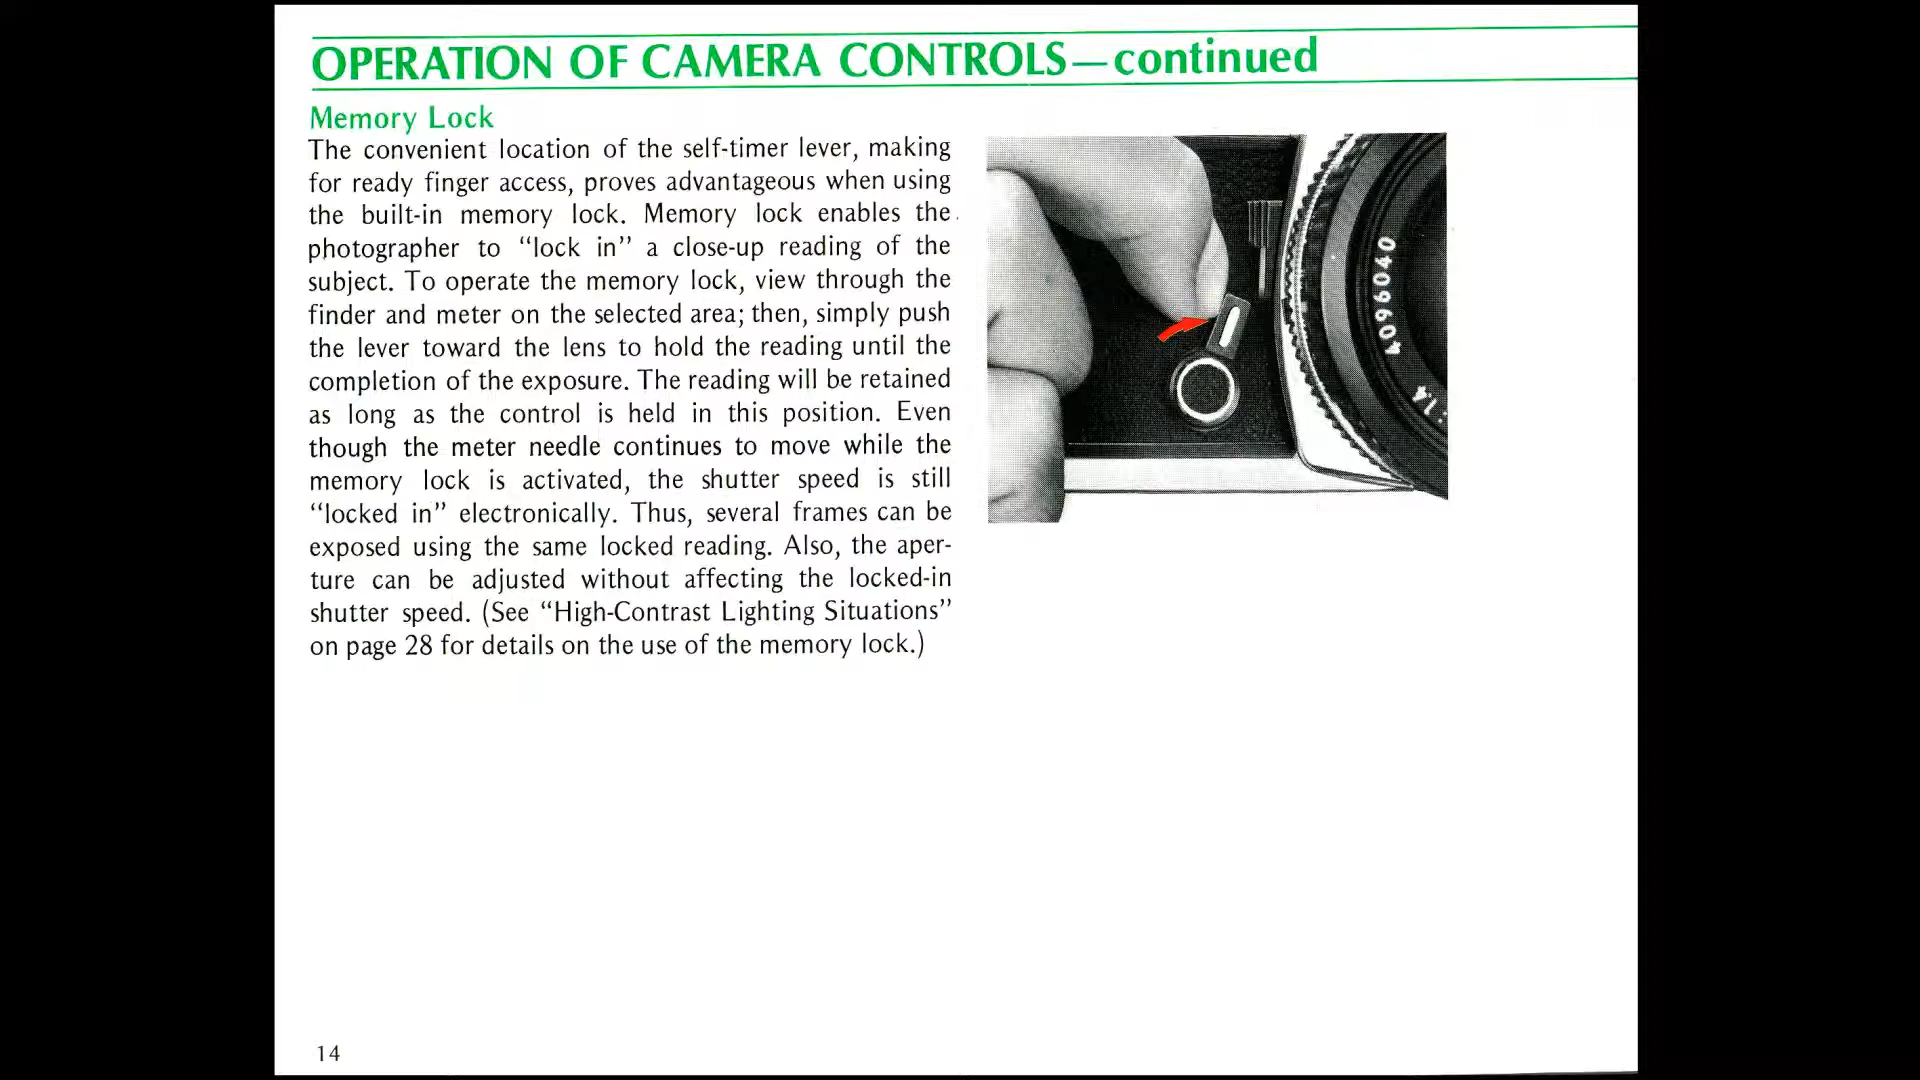 OPERATION OF CAMERA CONTROLS—continued
Memory Lock
The convenient location of the self-timer lever, making
for ready finger access, proves advantageous when using
the built-in memory lock. Memory lock enables the
photographer to “lock in” a close-up reading of the
subject. To operate the memory lock, view through the
finder and meter on the selected area; then, simply push
the lever toward the lens to hold the reading until the
completion of the exposure. The reading will be retained
as long as the control is held in this position. Even
though the meter needle continues to move while the
memory lock is activated, the shutter speed is still
“locked in” electronically. Thus, several frames can be
exposed using the same locked reading. Also, the aper-
ture can be adjusted without affecting the locked-in
shutter speed. (See “High-Contrast Lighting Situations”
on page 28 for details on the use of the memory lock.)
4096040
:1.4
14